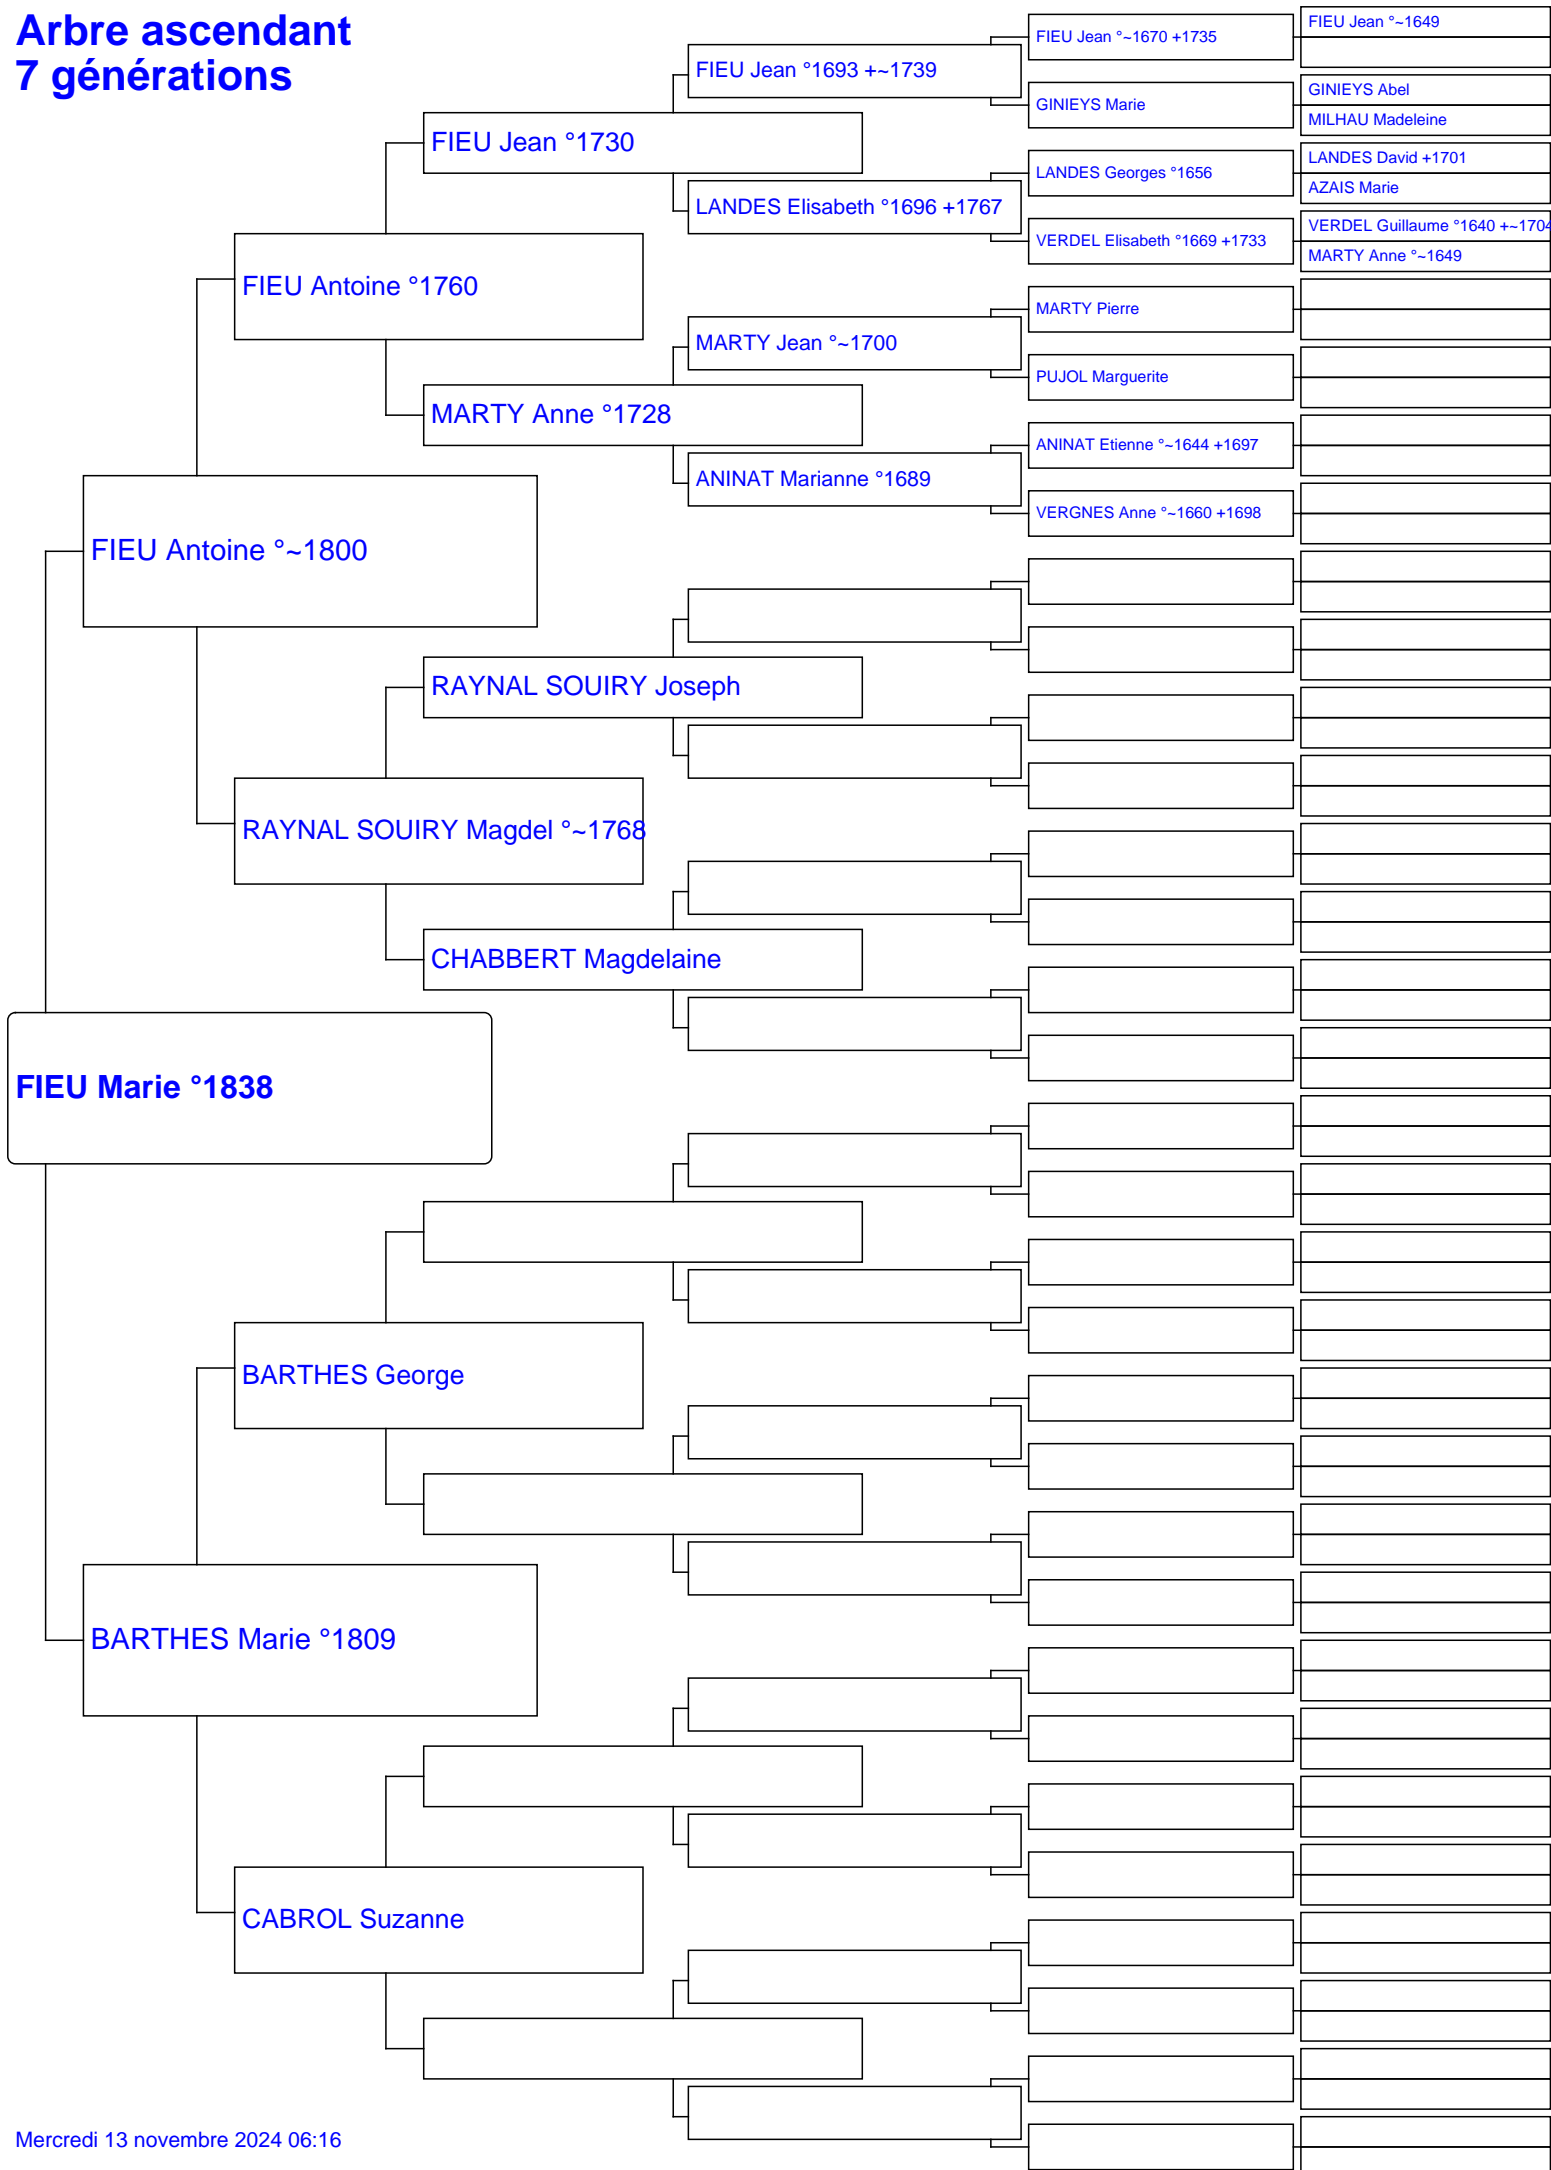 Arbre ascendant
7 générations
FIEU Marie °1838
FIEU Antoine °~1800
BARTHES Marie °1809
FIEU Antoine °1760
RAYNAL SOUIRY Magdel °~1768
BARTHES George
CABROL Suzanne
FIEU Jean °1730
MARTY Anne °1728
RAYNAL SOUIRY Joseph
CHABBERT Magdelaine
FIEU Jean °1693 +~1739
LANDES Elisabeth °1696 +1767
MARTY Jean °~1700
ANINAT Marianne °1689
FIEU Jean °~1670 +1735
GINIEYS Marie
LANDES Georges °1656
VERDEL Elisabeth °1669 +1733
MARTY Pierre
PUJOL Marguerite
ANINAT Etienne °~1644 +1697
VERGNES Anne °~1660 +1698
FIEU Jean °~1649
GINIEYS Abel
MILHAU Madeleine
LANDES David +1701
AZAIS Marie
VERDEL Guillaume °1640 +~1704
MARTY Anne °~1649
Mercredi 13 novembre 2024 06:16